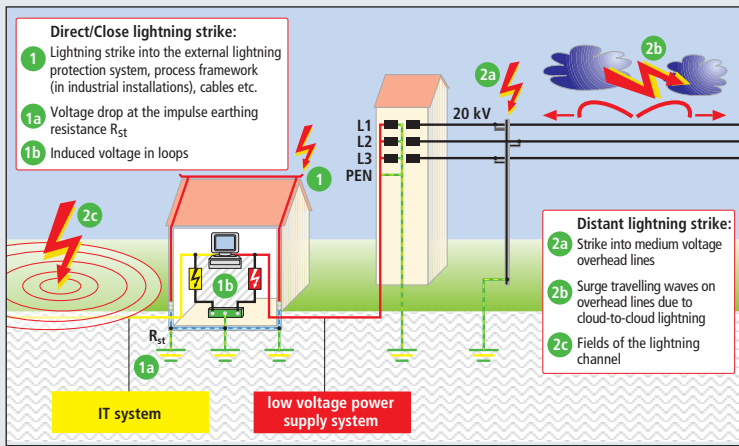 Direct/Close lightning strike:
1 Lightning strike into the external lightning
protection system, process framework
(in industrial installations), cables etc.
1a Voltage drop at the impulse earthing
resistance Rst
1b Induced voltage in loops
2a
2b
20 kV
L1
L2
L3
PEN
1
2c
1b
Rst
1a
IT system
low voltage power
supply system
Distant lightning strike:
2a Strike into medium voltage
overhead lines
2b Surge travelling waves on
overhead lines due to
cloud-to-cloud lightning
2c Fields of the lightning
channel